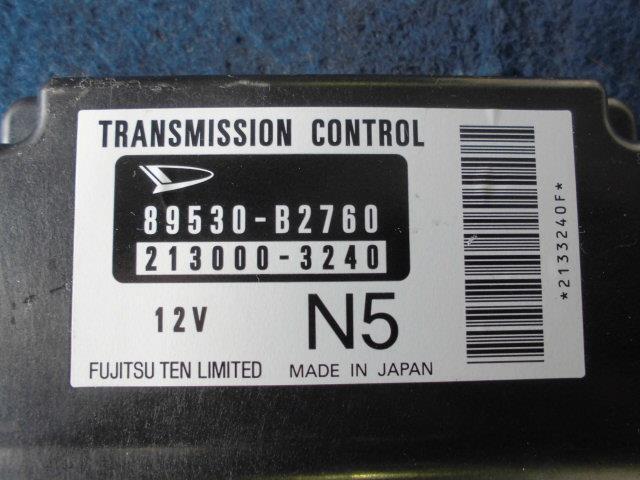 TRANSMISSION CONTROL
89530-B2760
213000-3240
12V N5
FUJITSU TEN LIMITED MADE IN JAPAN
*2133240F*